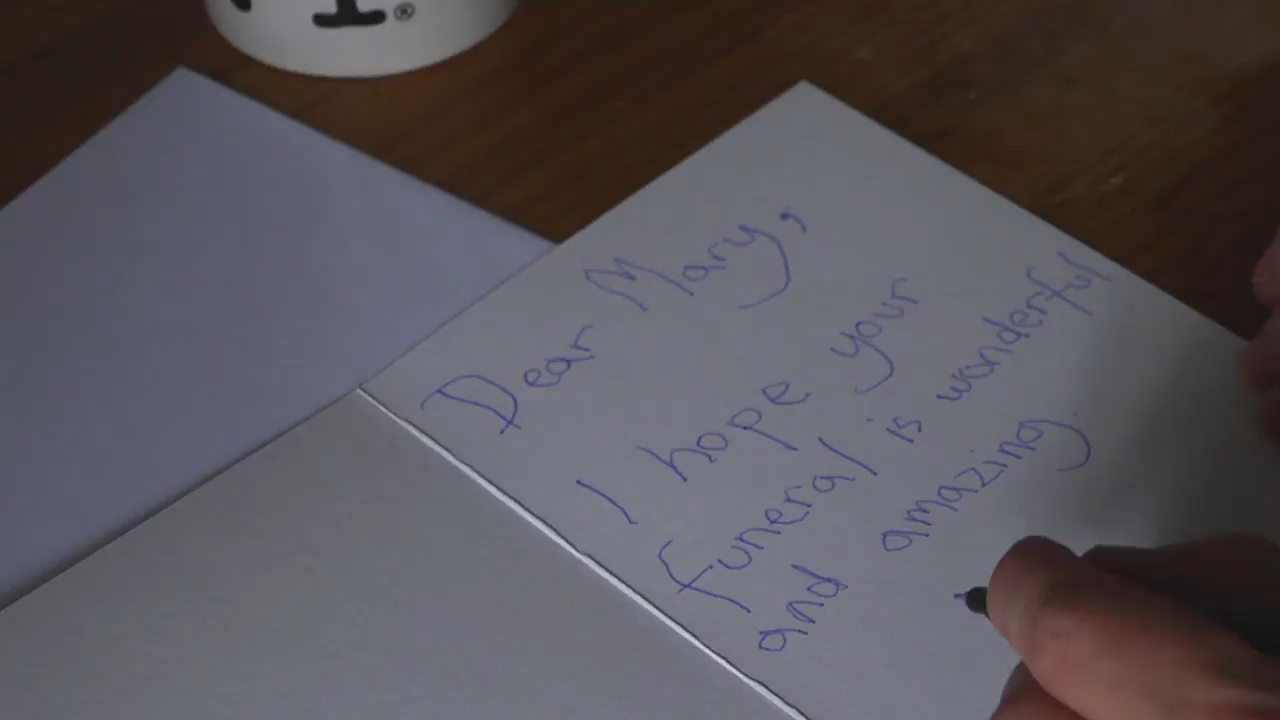 I®
Dear Mary,
I hope your
funeral is wonderful
and amazing.